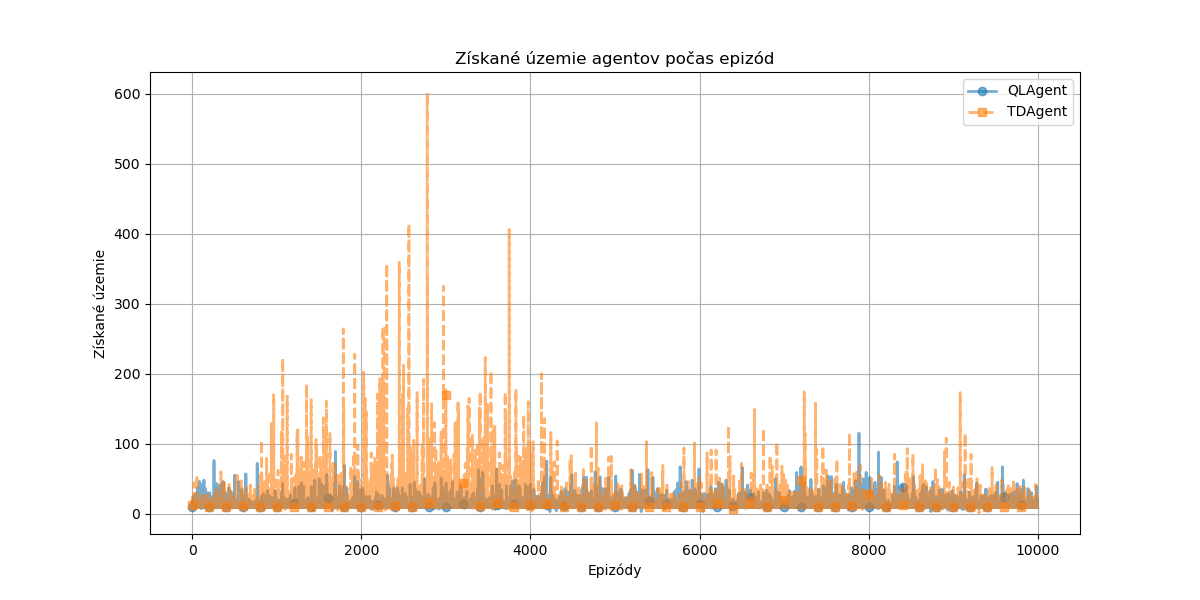 Získané územie agentov počas epizód
QLAgent
TDAgent
600
500
400
300
200
100
0
Získané územie
0 2000 4000 6000 8000 10000
Epizódy